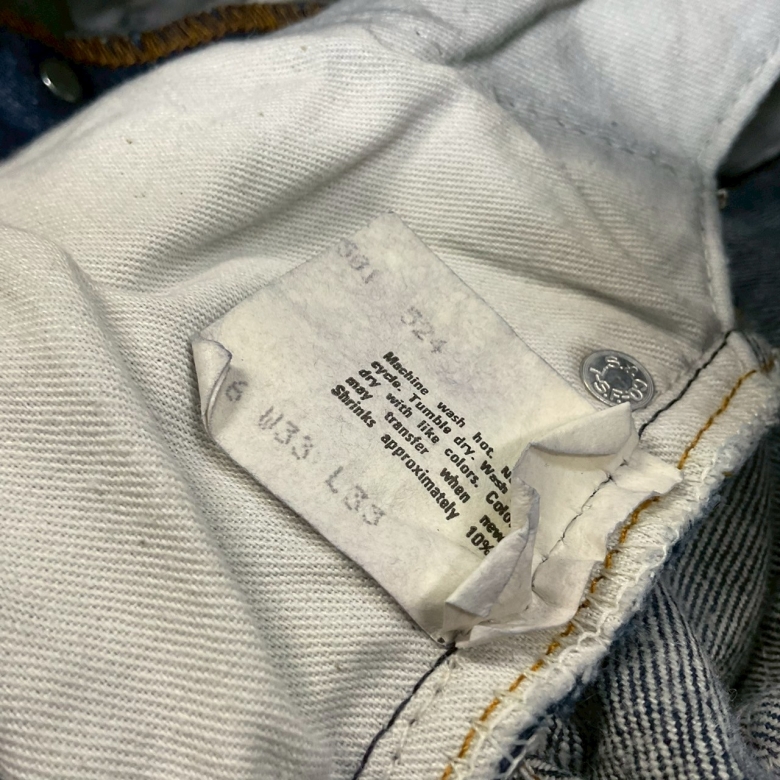 501 524
6 W33 L33
Machine wash hot. N
cycle. Tumble dry. Wash
dry with like colors. Colo
may transfer when new
Shrinks approximately 10%
L.S.&CO-S.F.